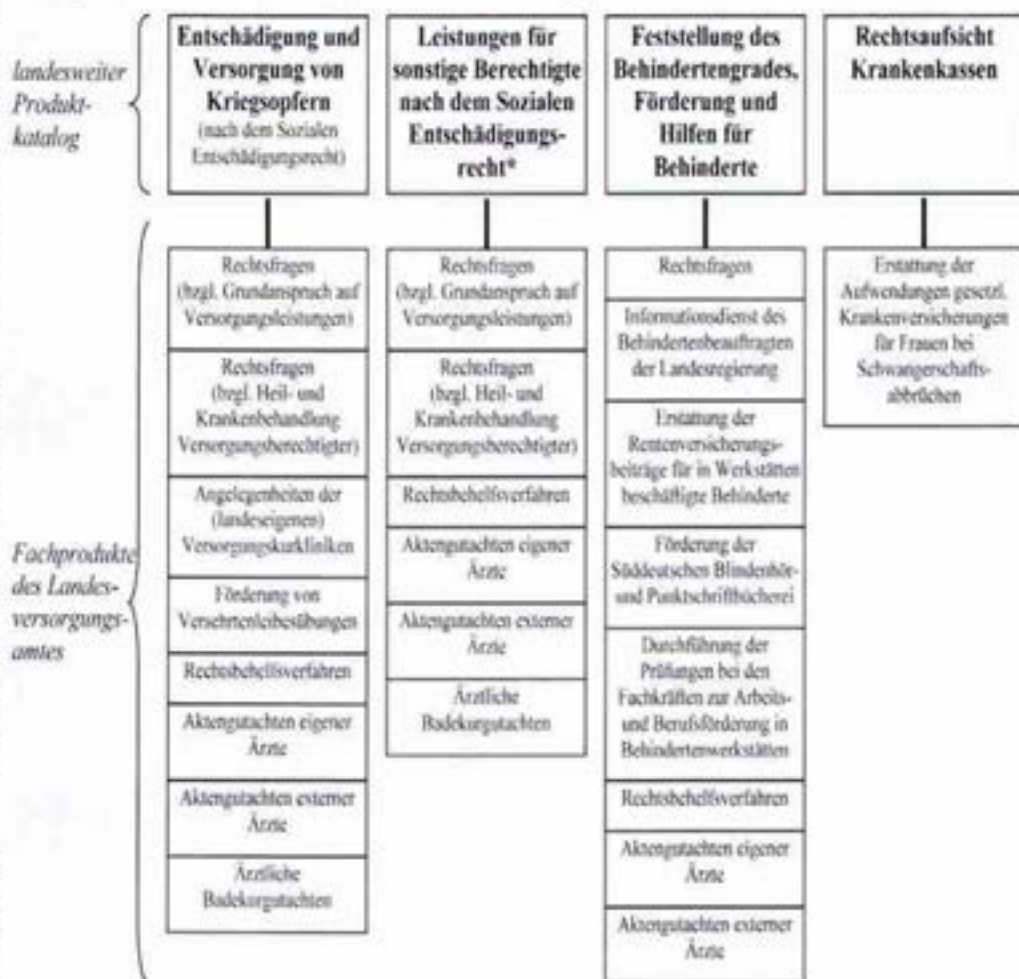 landesweiter
Produkt-
katalog
Entschädigung und
Versorgung von
Kriegsopfern
(nach dem Sozialen
Entschädigungsrecht)
Leistungen für
sonstige Berechtigte
nach dem Sozialen
Entschädigungs-
recht*
Feststellung des
Behindertengrades,
Förderung und
Hilfen für
Behinderte
Rechtsaufsicht
Krankenkassen
Fachprodukte
des Landes-
versorgungs-
amtes
Rechtsfragen
(bzgl. Grundanspruch auf
Versorgungsleistungen)
Rechtsfragen
(bzgl. Heil- und
Krankenbehandlung
Versorgungsberechtigter)
Angelegenheiten der
(landeseigenen)
Versorgungskurkliniken
Förderung von
Versehrtenleibesübungen
Rechtsbehelfsverfahren
Aktengutachten eigener
Ärzte
Aktengutachten externer
Ärzte
Ärztliche
Badekurgutachten
Rechtsfragen
(bzgl. Grundanspruch auf
Versorgungsleistungen)
Rechtsfragen
(bzgl. Heil- und
Krankenbehandlung
Versorgungsberechtigter)
Rechtsbehelfsverfahren
Aktengutachten eigener
Ärzte
Aktengutachten externer
Ärzte
Ärztliche
Badekurgutachten
Rechtsfragen
Informationsdienst des
Behindertenbeauftragten
der Landesregierung
Erstattung der
Rentenversicherungs-
beiträge für in Werkstätten
beschäftigte Behinderte
Förderung der
Süddeutschen Blindenhör-
und Punktschriftbücherei
Durchführung der
Prüfungen bei den
Fachkräften zur Arbeits-
und Berufsförderung in
Behindertenwerkstätten
Rechtsbehelfsverfahren
Aktengutachten eigener
Ärzte
Aktengutachten externer
Ärzte
Erstattung der
Aufwendungen gesetzl.
Krankenversicherungen
für Frauen bei
Schwangerschafts-
abbrüchen